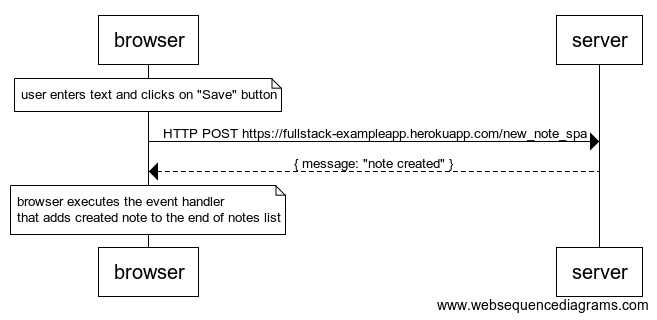 browser
server
user enters text and clicks on "Save" button
HTTP POST https://fullstack-exampleapp.herokuapp.com/new_note_spa
{ message: "note created" }
browser executes the event handler
that adds created note to the end of notes list
browser
server
www.websequencediagrams.com